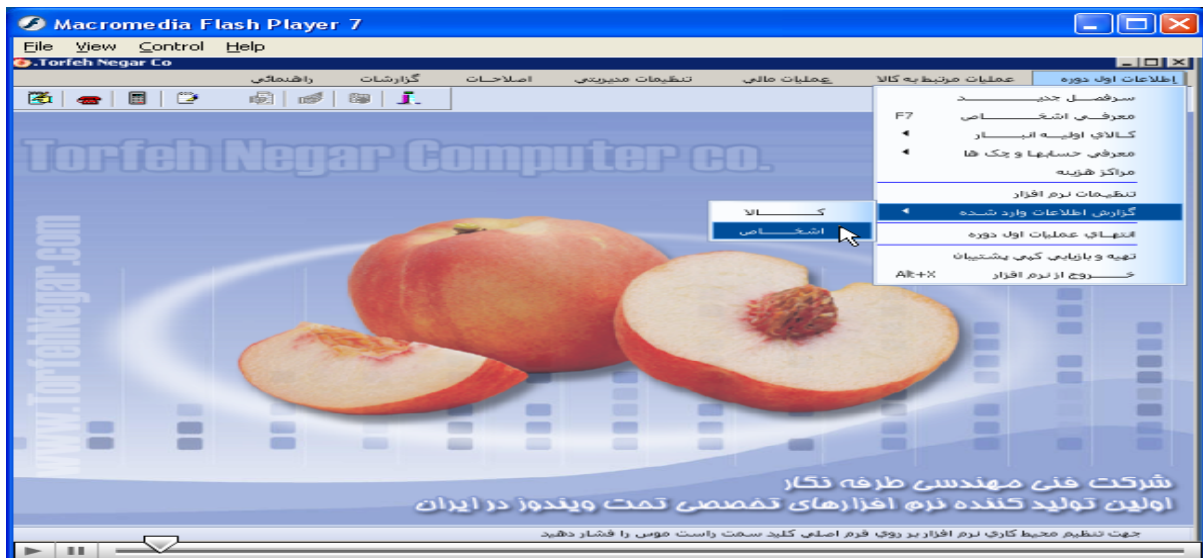 Macromedia Flash Player 7
File View Control Help
.Torfeh Negar Co
إطلاعات اول دوره عملیات مرتبط به کالا عملیات مالی تنظیمات مدیریتی اصلاحات گزارشات راهنمائی
سرفصل جدید
معرفی اشخاص F7
کالای اولیه انبار
معرفی حسابها و چک ها
مراکز هزینه
تنظیمات نرم افزار
گزارش اطلاعات وارد شده
کالا
اشخاص
انتهای عملیات اول دوره
تهیه و بازیابی کپی پشتیبان
خروج از نرم افزار Alt+X
Torfeh Negar Computer co.
www.TorfehNegar.com
شرکت فنی مهندسی طرفه نگار
اولین تولید کننده نرم افزارهای تخصصی تحت ویندوز در ایران
جهت تنظیم محیط کاری نرم افزار بر روی فرم اصلی کلید سمت راست موس را فشار دهید